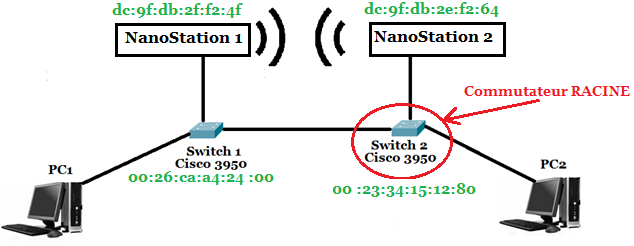 dc:9f:db:2f:f2:4f
dc:9f:db:2e:f2:64
NanoStation 1
NanoStation 2
Commutateur RACINE
Switch 1
Cisco 3950
Switch 2
Cisco 3950
PC1
PC2
00:26:ca:a4:24 :00
00 :23:34:15:12:80